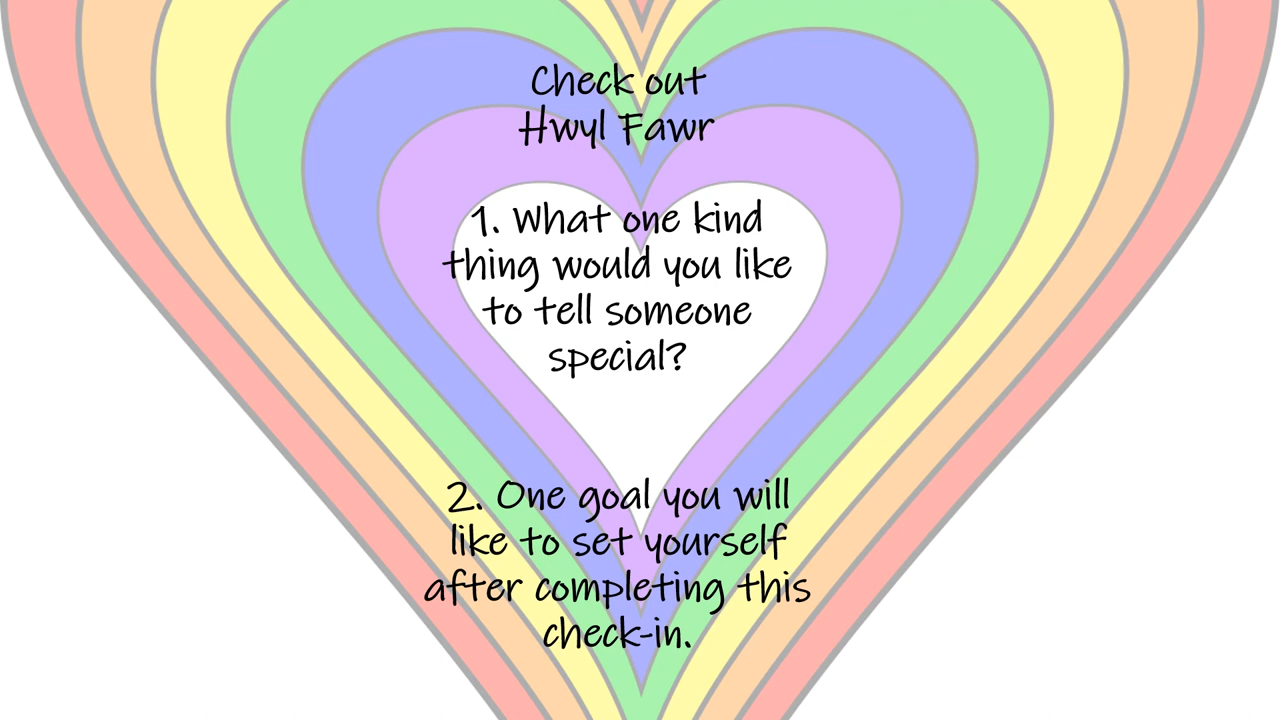 Check out
Hwyl Fawr
1. What one kind
thing would you like
to tell someone
special?
2. One goal you will
like to set yourself
after completing this
check-in.